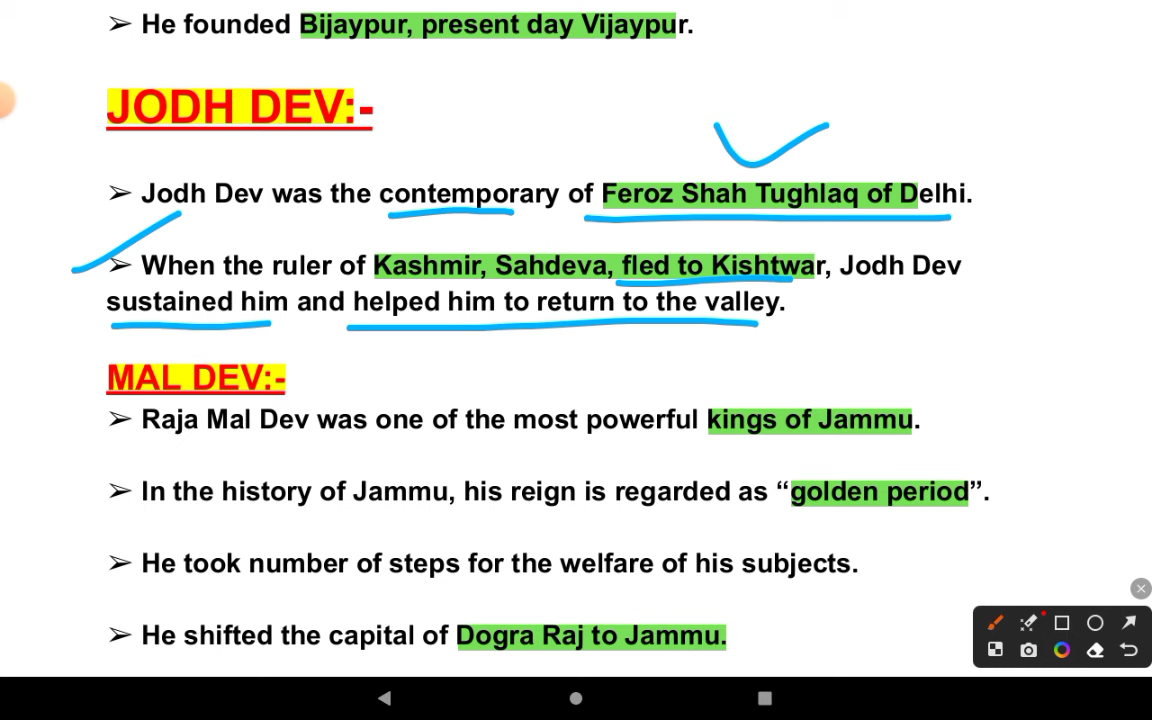 ➢ He founded Bijaypur, present day Vijaypur.
JODH DEV:-
➢ Jodh Dev was the contemporary of Feroz Shah Tughlaq of Delhi.
➢ When the ruler of Kashmir, Sahdeva, fled to Kishtwar, Jodh Dev
sustained him and helped him to return to the valley.
MAL DEV:-
➢ Raja Mal Dev was one of the most powerful kings of Jammu.
➢ In the history of Jammu, his reign is regarded as “golden period”.
➢ He took number of steps for the welfare of his subjects.
➢ He shifted the capital of Dogra Raj to Jammu.